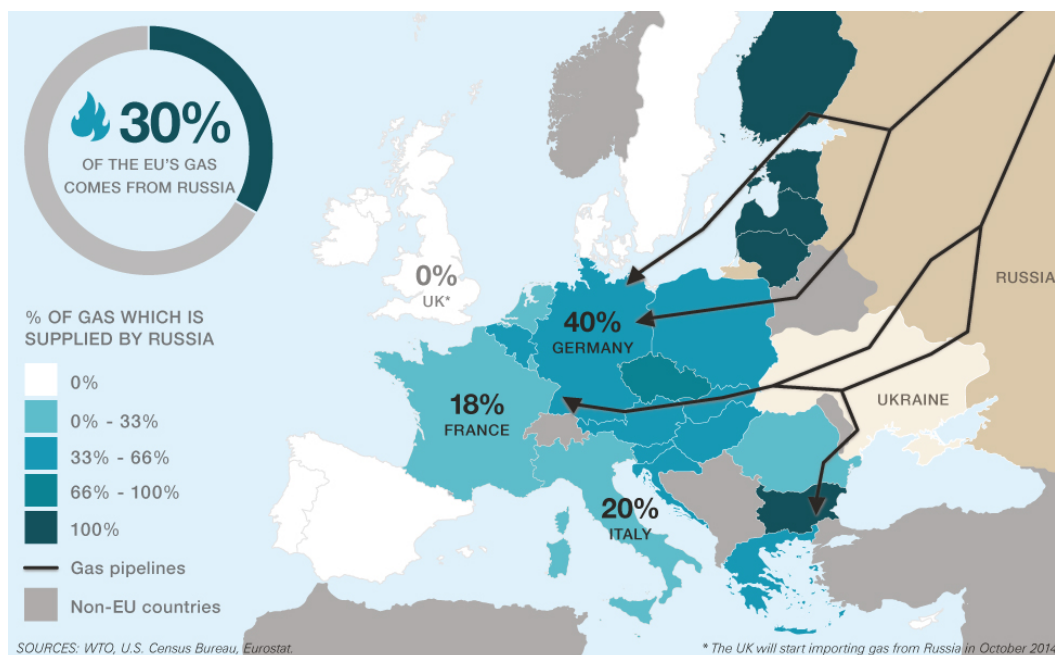 30%
OF THE EU'S GAS
COMES FROM RUSSIA
% OF GAS WHICH IS
SUPPLIED BY RUSSIA
0%
0% - 33%
33% - 66%
66% - 100%
100%
Gas pipelines
Non-EU countries
0%
UK*
40%
GERMANY
18%
FRANCE
20%
ITALY
RUSSIA
UKRAINE
SOURCES: WTO, U.S. Census Bureau, Eurostat.
* The UK will start importing gas from Russia in October 2014